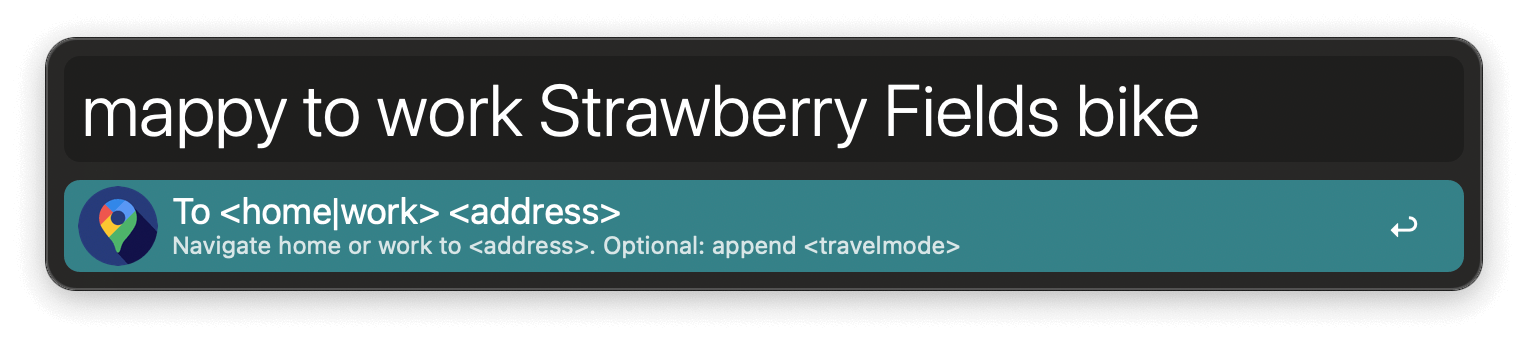 mappy to work Strawberry Fields bike
To <home|work> <address>
Navigate home or work to <address>. Optional: append <travelmode>